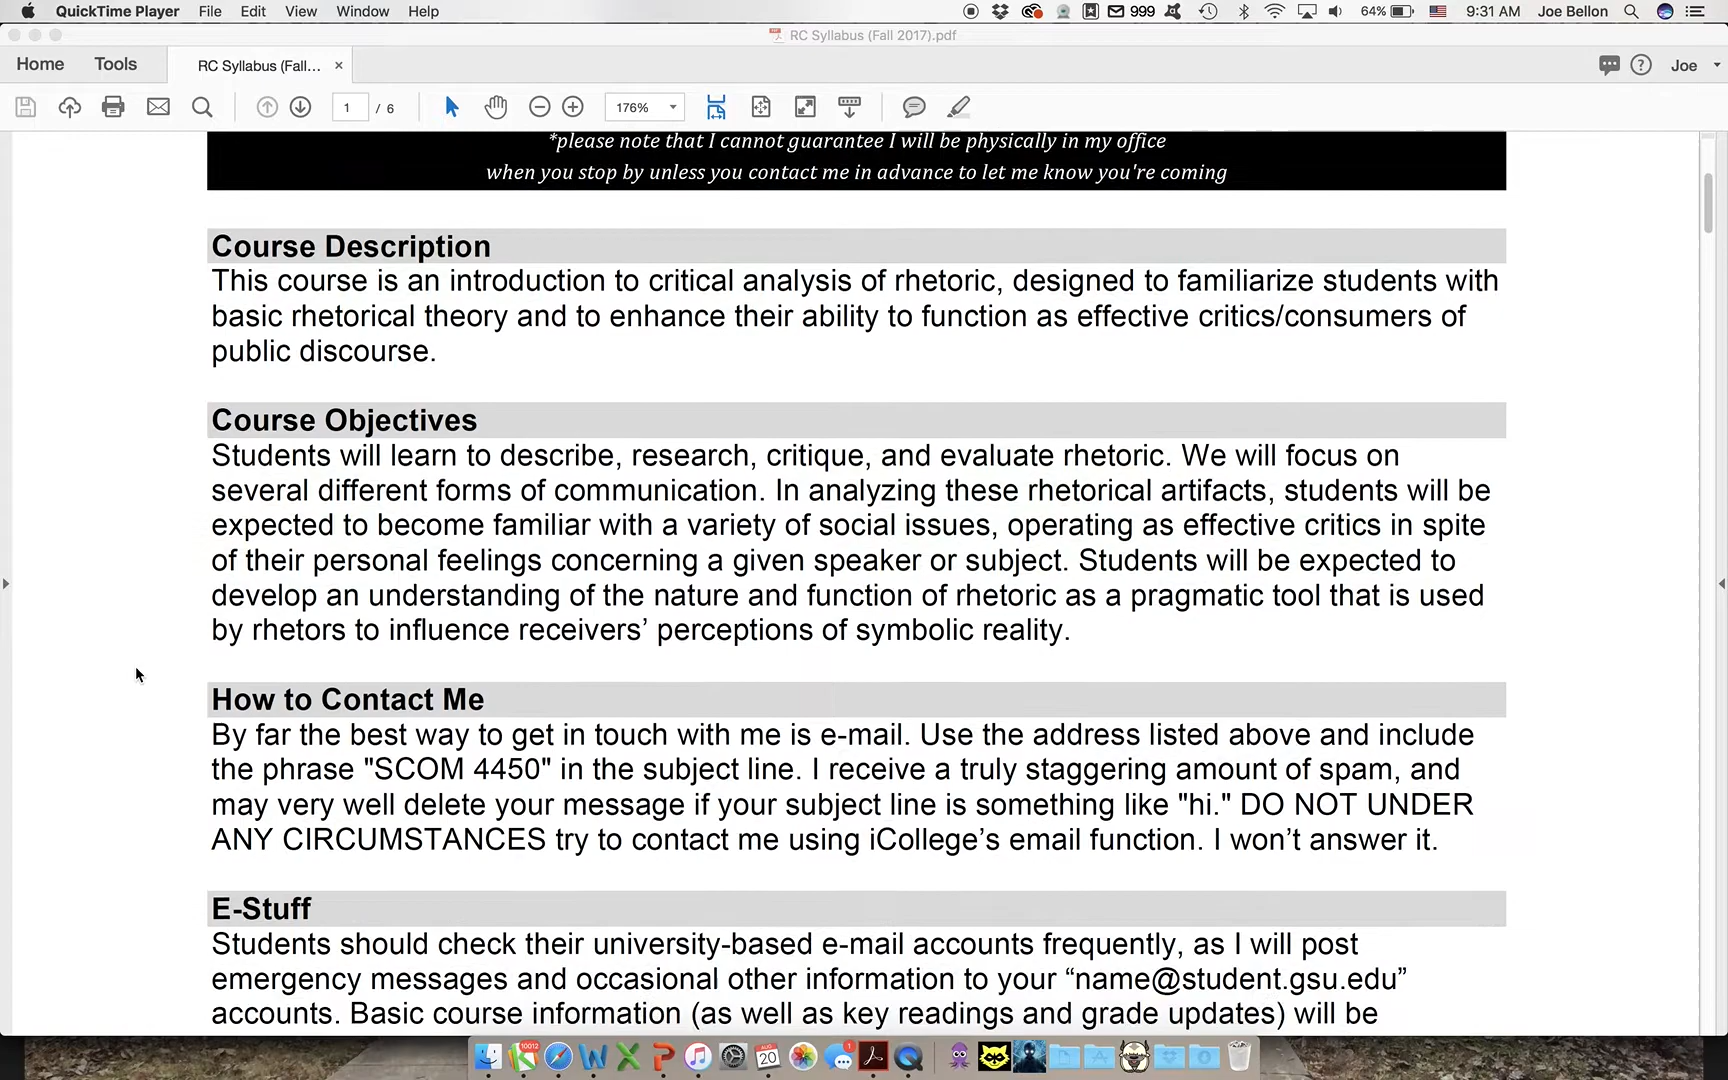 QuickTime Player File Edit View Window Help 999 64% 9:31 AM Joe Bellon
RC Syllabus (Fall 2017).pdf
Home Tools RC Syllabus (Fall... × Joe
1 / 6 176%
*please note that I cannot guarantee I will be physically in my office
when you stop by unless you contact me in advance to let me know you're coming
Course Description
This course is an introduction to critical analysis of rhetoric, designed to familiarize students with
basic rhetorical theory and to enhance their ability to function as effective critics/consumers of
public discourse.
Course Objectives
Students will learn to describe, research, critique, and evaluate rhetoric. We will focus on
several different forms of communication. In analyzing these rhetorical artifacts, students will be
expected to become familiar with a variety of social issues, operating as effective critics in spite
of their personal feelings concerning a given speaker or subject. Students will be expected to
develop an understanding of the nature and function of rhetoric as a pragmatic tool that is used
by rhetors to influence receivers’ perceptions of symbolic reality.
How to Contact Me
By far the best way to get in touch with me is e-mail. Use the address listed above and include
the phrase "SCOM 4450" in the subject line. I receive a truly staggering amount of spam, and
may very well delete your message if your subject line is something like "hi." DO NOT UNDER
ANY CIRCUMSTANCES try to contact me using iCollege’s email function. I won’t answer it.
E-Stuff
Students should check their university-based e-mail accounts frequently, as I will post
emergency messages and occasional other information to your “name@student.gsu.edu”
accounts. Basic course information (as well as key readings and grade updates) will be
10012 AUG 20 1